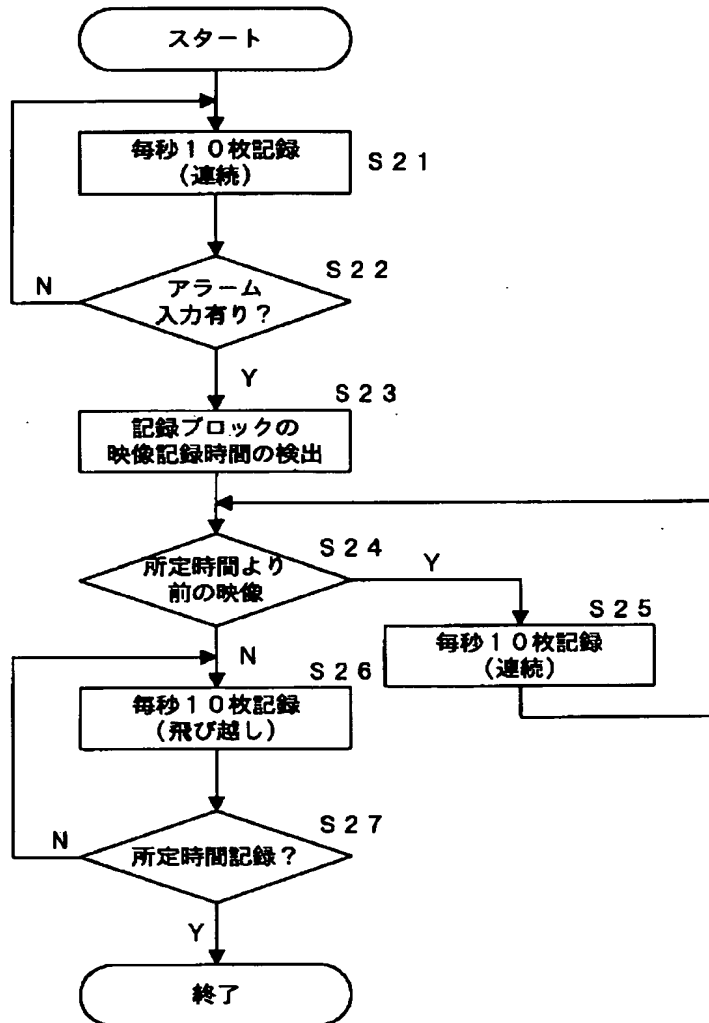 スタート
毎秒１０枚記録
（連続）
Ｓ２１
Ｓ２２
Ｎ
アラーム
入力有り？
Ｙ
Ｓ２３
記録ブロックの
映像記録時間の検出
Ｓ２４
所定時間より
前の映像
Ｙ
Ｓ２５
毎秒１０枚記録
（連続）
Ｎ
Ｓ２６
毎秒１０枚記録
（飛び越し）
Ｓ２７
Ｎ
所定時間記録？
Ｙ
終了